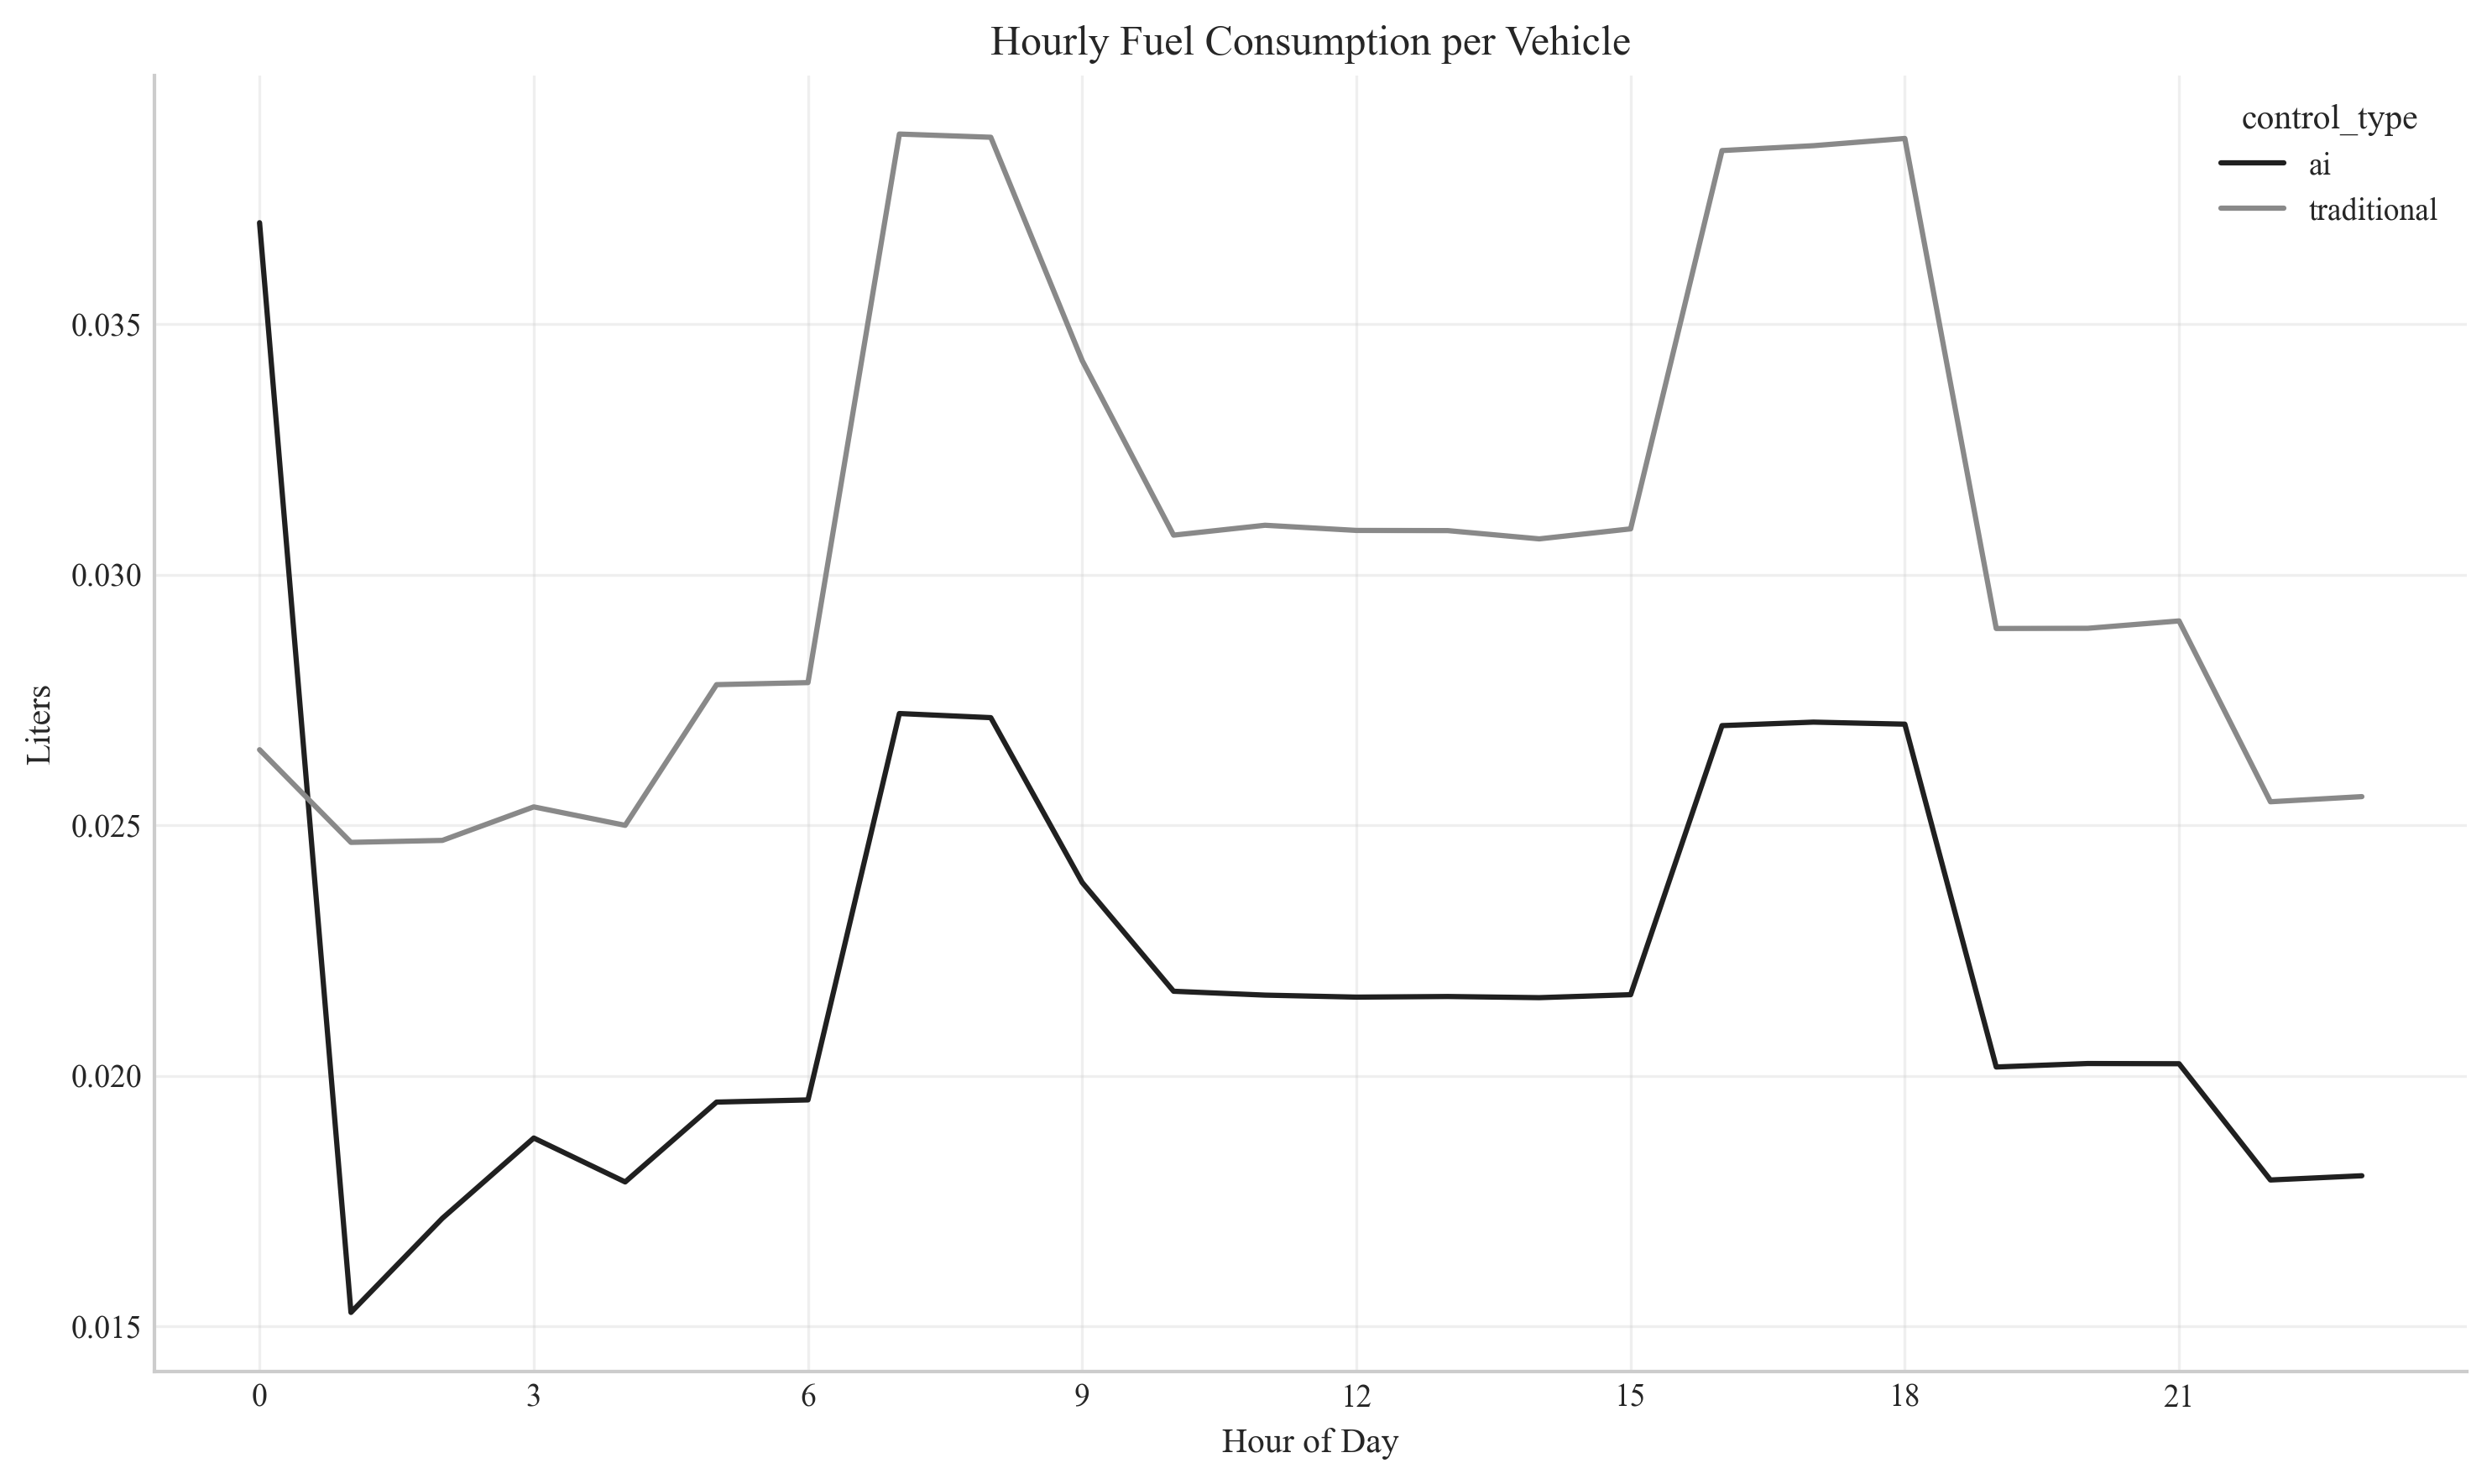 Hourly Fuel Consumption per Vehicle
control_type
ai
traditional
0.035
0.030
0.025
0.020
0.015
Liters
0 3 6 9 12 15 18 21
Hour of Day